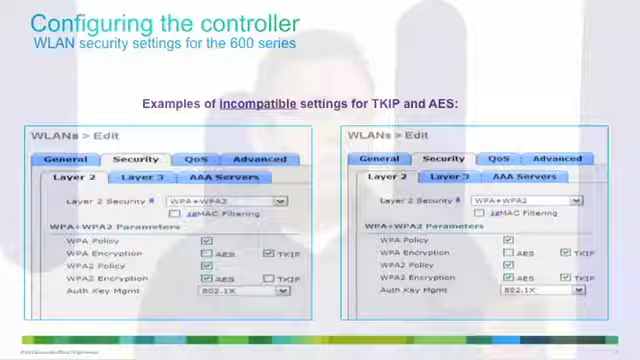 Configuring the controller
WLAN security settings for the 600 series
Examples of incompatible settings for TKIP and AES:
WLANs > Edit
General Security QoS Advanced
Layer 2 Layer 3 AAA Servers
Layer 2 Security WPA+WPA2
MAC Filtering
WPA+WPA2 Parameters
WPA Policy
WPA Encryption AES TKIP
WPA2 Policy
WPA2 Encryption AES TKIP
Auth Key Mgmt 802.1X
WLANs > Edit
General Security QoS Advanced
Layer 2 Layer 3 AAA Servers
Layer 2 Security WPA+WPA2
MAC Filtering
WPA+WPA2 Parameters
WPA Policy
WPA Encryption AES TKIP
WPA2 Policy
WPA2 Encryption AES TKIP
Auth Key Mgmt 802.1X